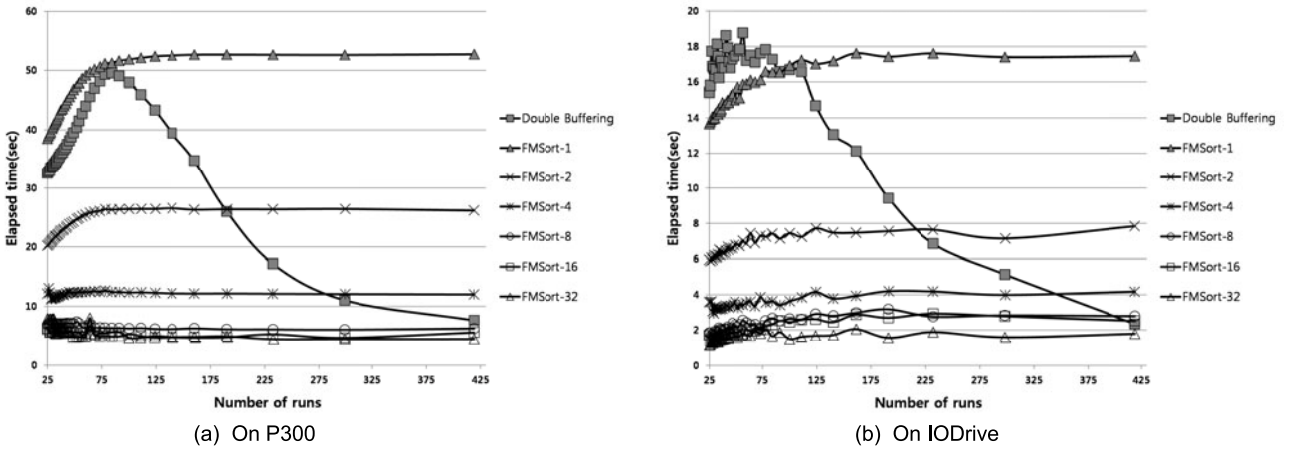 60
50
40
30
20
10
0
Elapsed time(sec)
25 75 125 175 225 275 325 375 425
Number of runs
Double Buffering
FMSort-1
FMSort-2
FMSort-4
FMSort-8
FMSort-16
FMSort-32
(a) On P300
20
18
16
14
12
10
8
6
4
2
0
Elapsed time(sec)
25 75 125 175 225 275 325 375 425
Number of runs
Double Buffering
FMSort-1
FMSort-2
FMSort-4
FMSort-8
FMSort-16
FMSort-32
(b) On IODrive